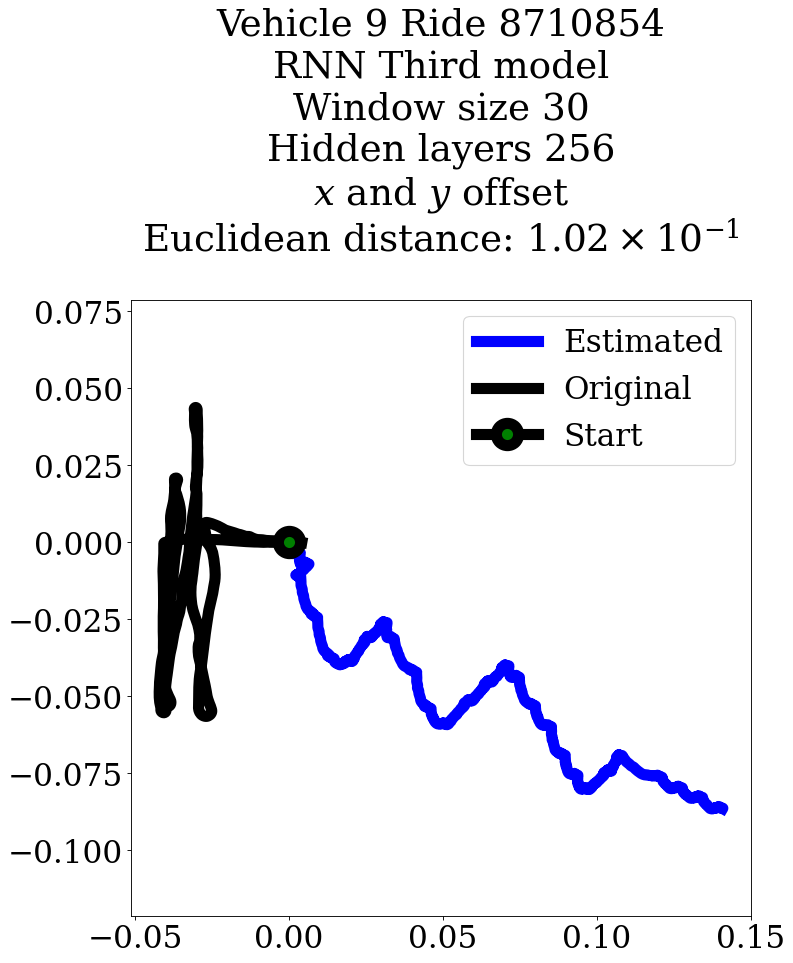 Vehicle 9 Ride 8710854
RNN Third model
Window size 30
Hidden layers 256
x and y offset
Euclidean distance: 1.02 × 10⁻¹
Estimated
Original
Start
0.075
0.050
0.025
0.000
−0.025
−0.050
−0.075
−0.100
−0.05 0.00 0.05 0.10 0.15